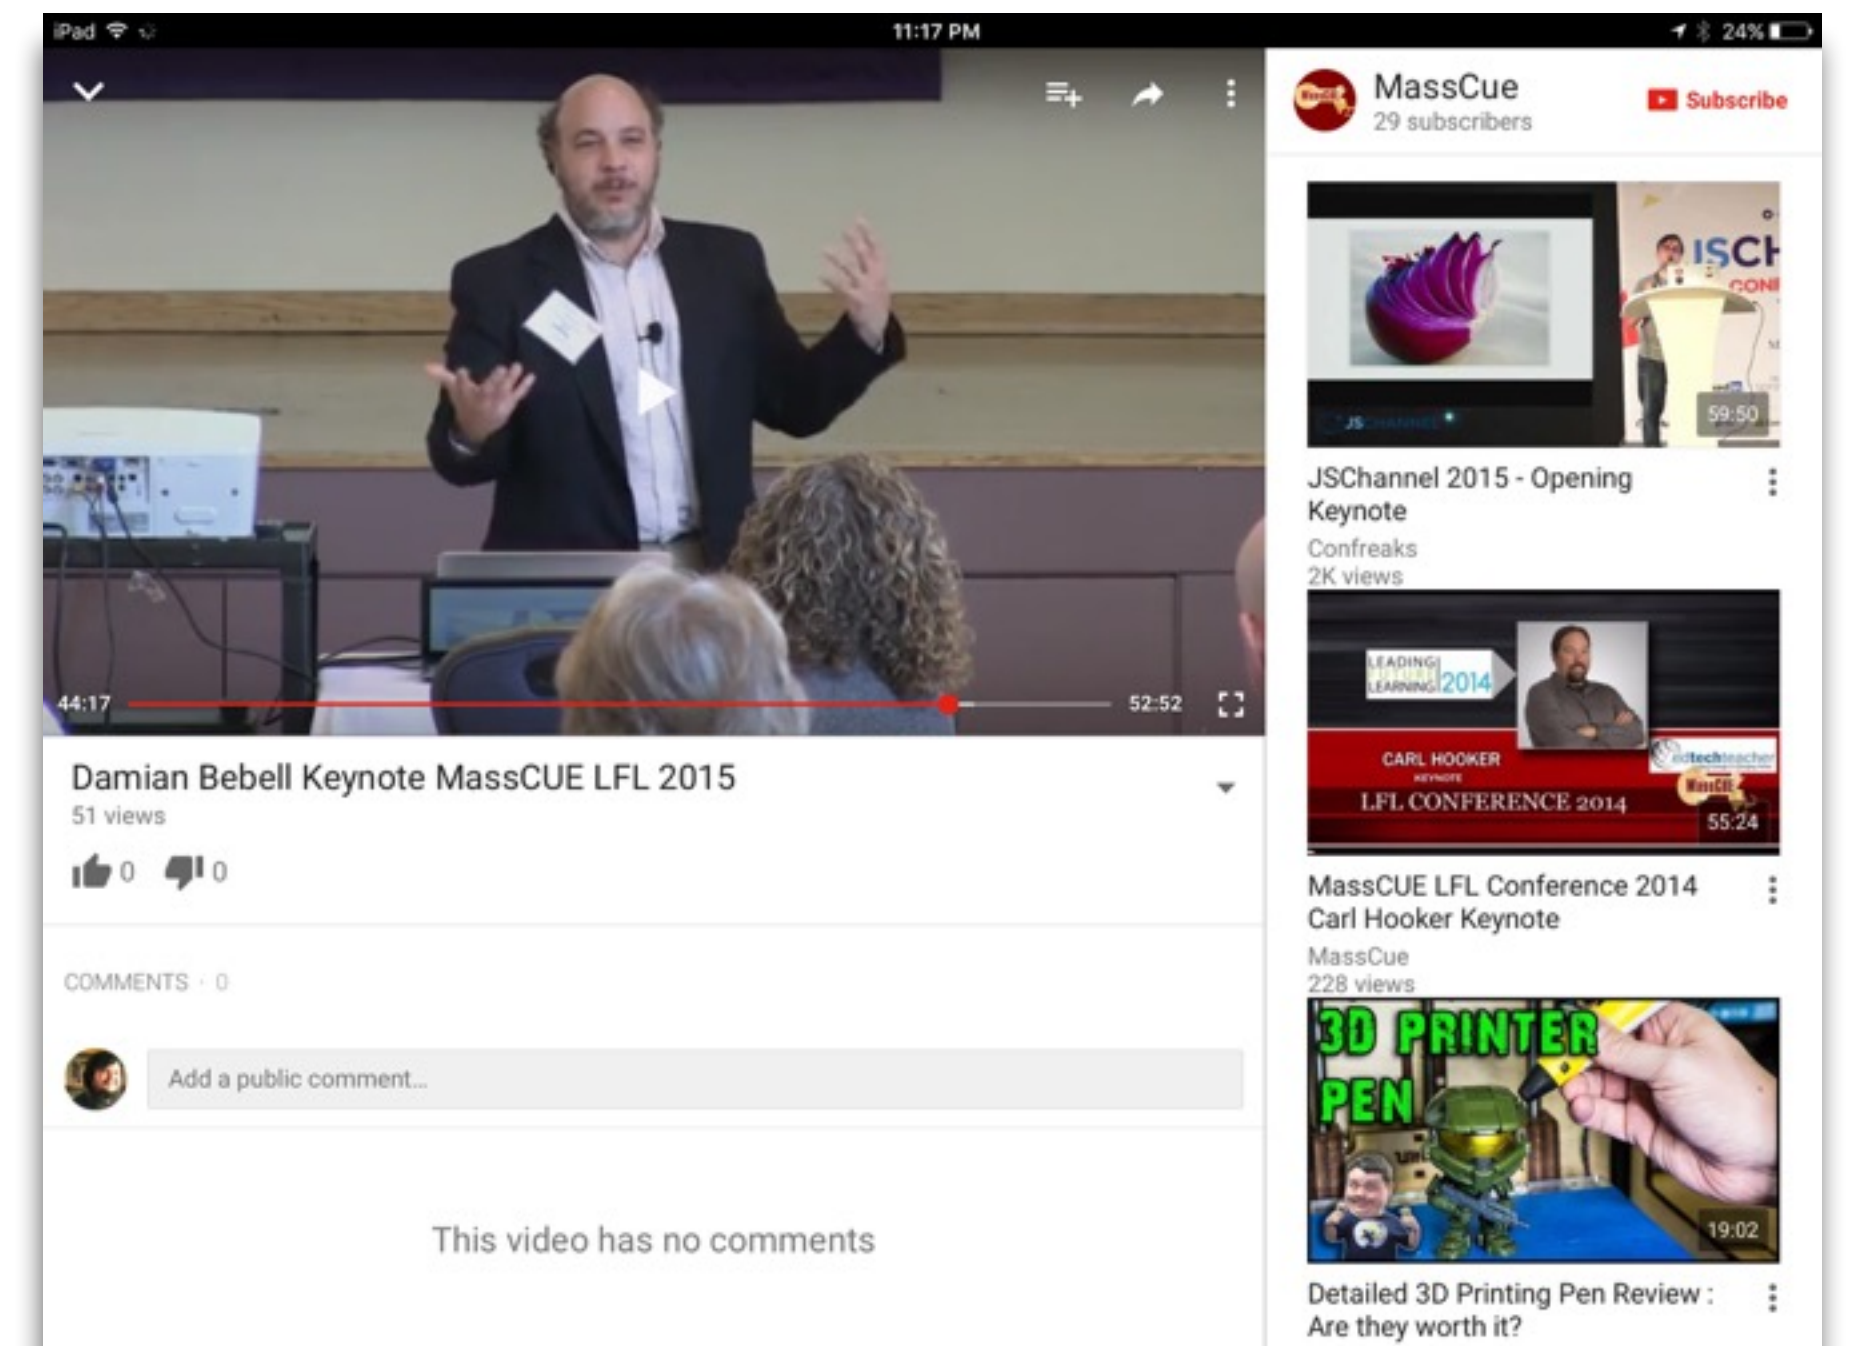 iPad
11:17 PM
24%
MassCue
29 subscribers
Subscribe
44:17
52:52
Damian Bebell Keynote MassCUE LFL 2015
51 views
0
0
COMMENTS · 0
Add a public comment...
This video has no comments
59:50
JSChannel 2015 - Opening
Keynote
Confreaks
2K views
LEADING
FUTURE
LEARNING 2014
CARL HOOKER
KEYNOTE
edtechteacher
MassCUE
LFL CONFERENCE 2014
55:24
MassCUE LFL Conference 2014
Carl Hooker Keynote
MassCue
228 views
3D PRINTER
PEN
19:02
Detailed 3D Printing Pen Review :
Are they worth it?